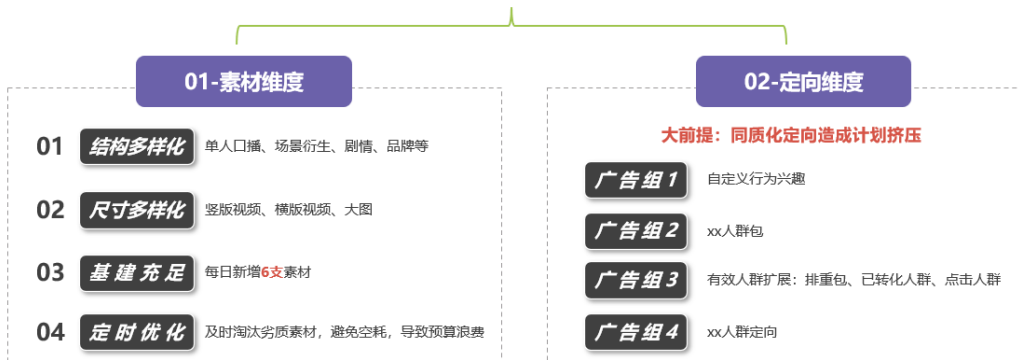 01-素材维度
01 结构多样化 单人口播、场景衍生、剧情、品牌等
02 尺寸多样化 竖版视频、横版视频、大图
03 基建充足 每日新增6支素材
04 定时优化 及时淘汰劣质素材，避免空耗，导致预算浪费
02-定向维度
大前提：同质化定向造成计划挤压
广告组1 自定义行为兴趣
广告组2 xx人群包
广告组3 有效人群扩展：排重包、已转化人群、点击人群
广告组4 xx人群定向